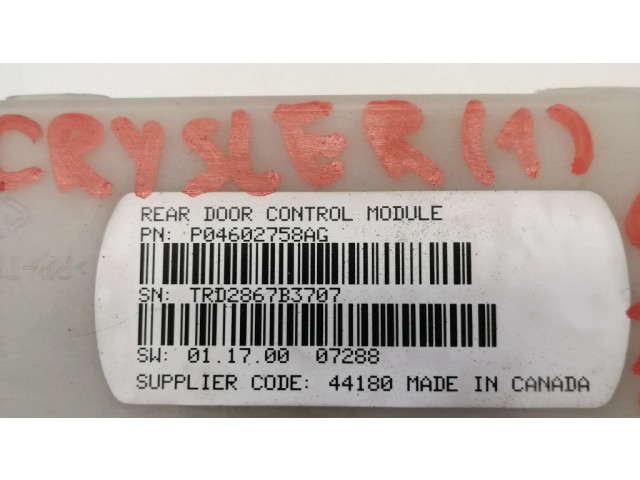 CRYSLER (1)
REAR DOOR CONTROL MODULE
PN: P04602758AG
SN: TRD2867B3707
SW: 01.17.00 07288
SUPPLIER CODE: 44180 MADE IN CANADA